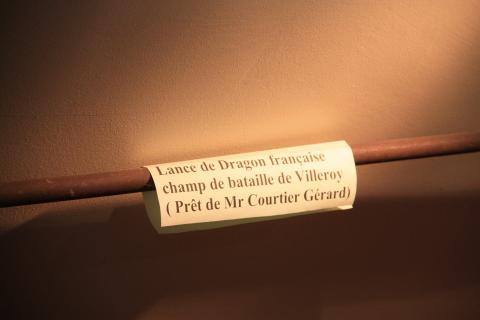 Lance de Dragon française
champ de bataille de Villeroy
( Prêt de Mr Courtier Gérard)